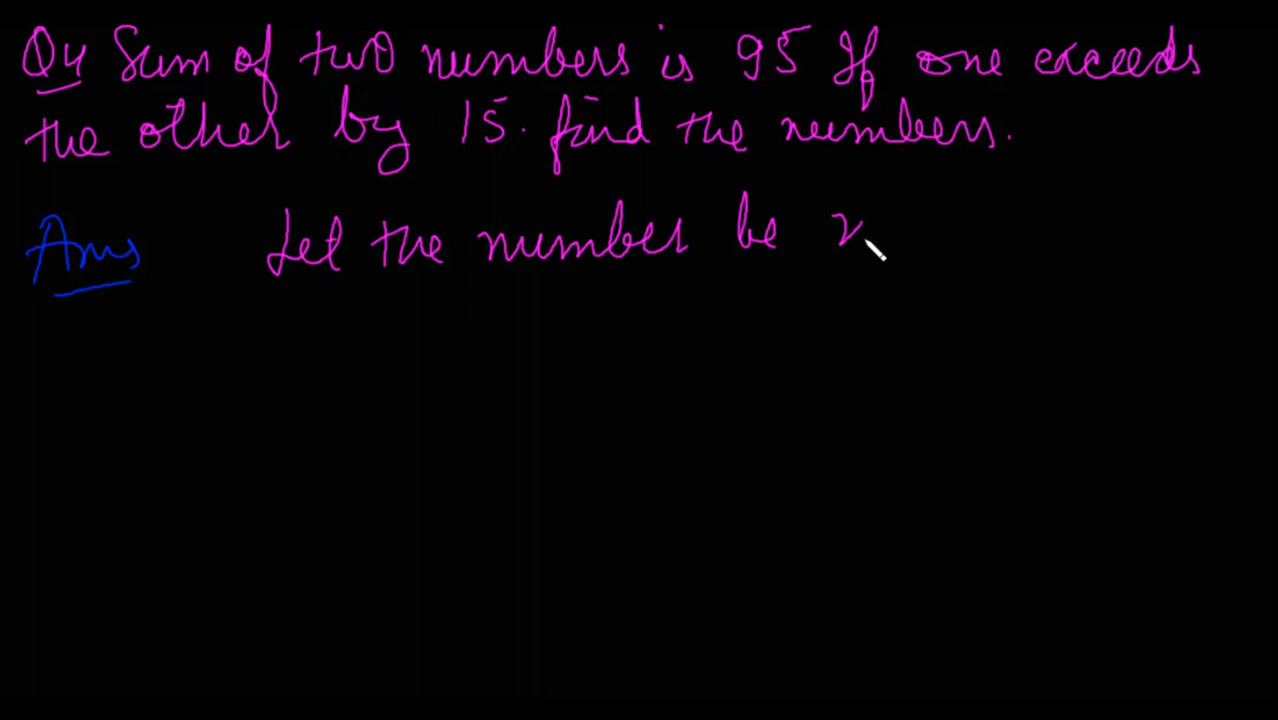 Q4 Sum of two numbers is 95 If one exceeds
the other by 15. find the numbers.
Ans Let the number be x